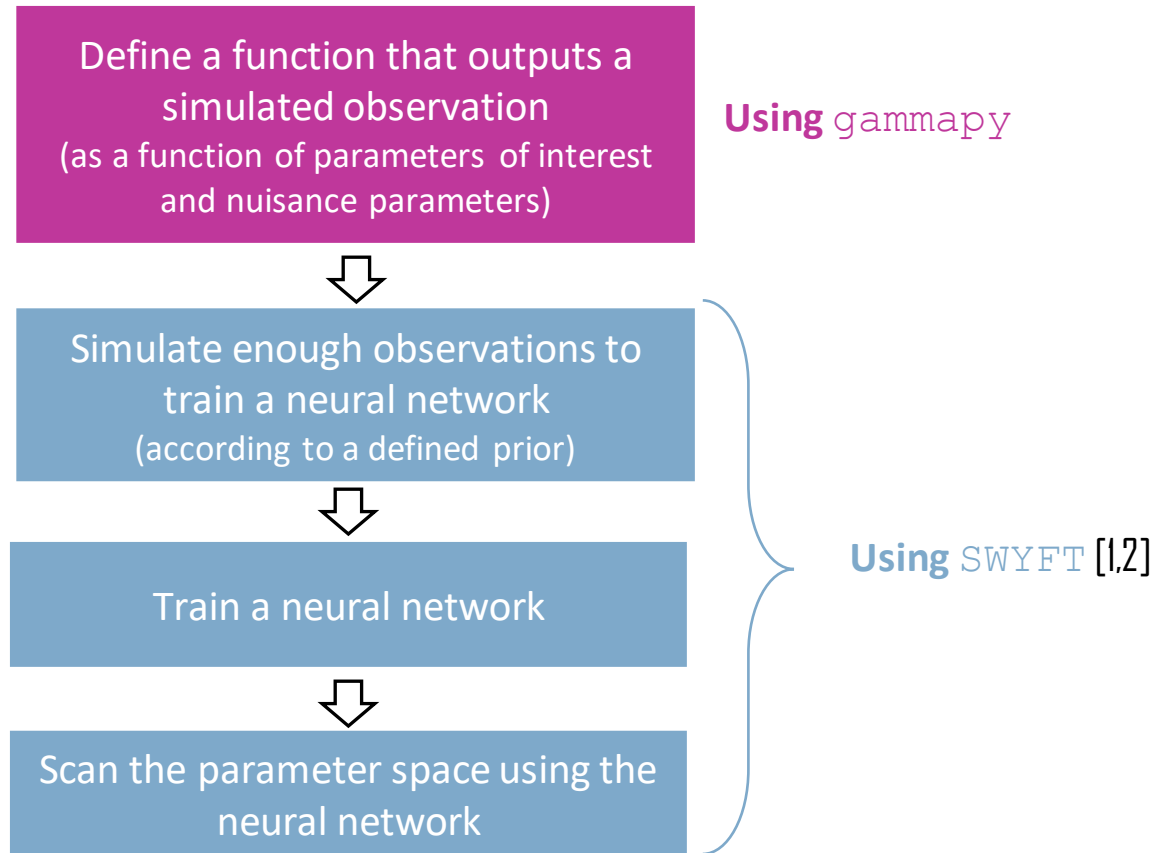 Define a function that outputs a
simulated observation
(as a function of parameters of interest
and nuisance parameters)
Using gammapy
Simulate enough observations to
train a neural network
(according to a defined prior)
Train a neural network
Using SWYFT [1,2]
Scan the parameter space using the
neural network